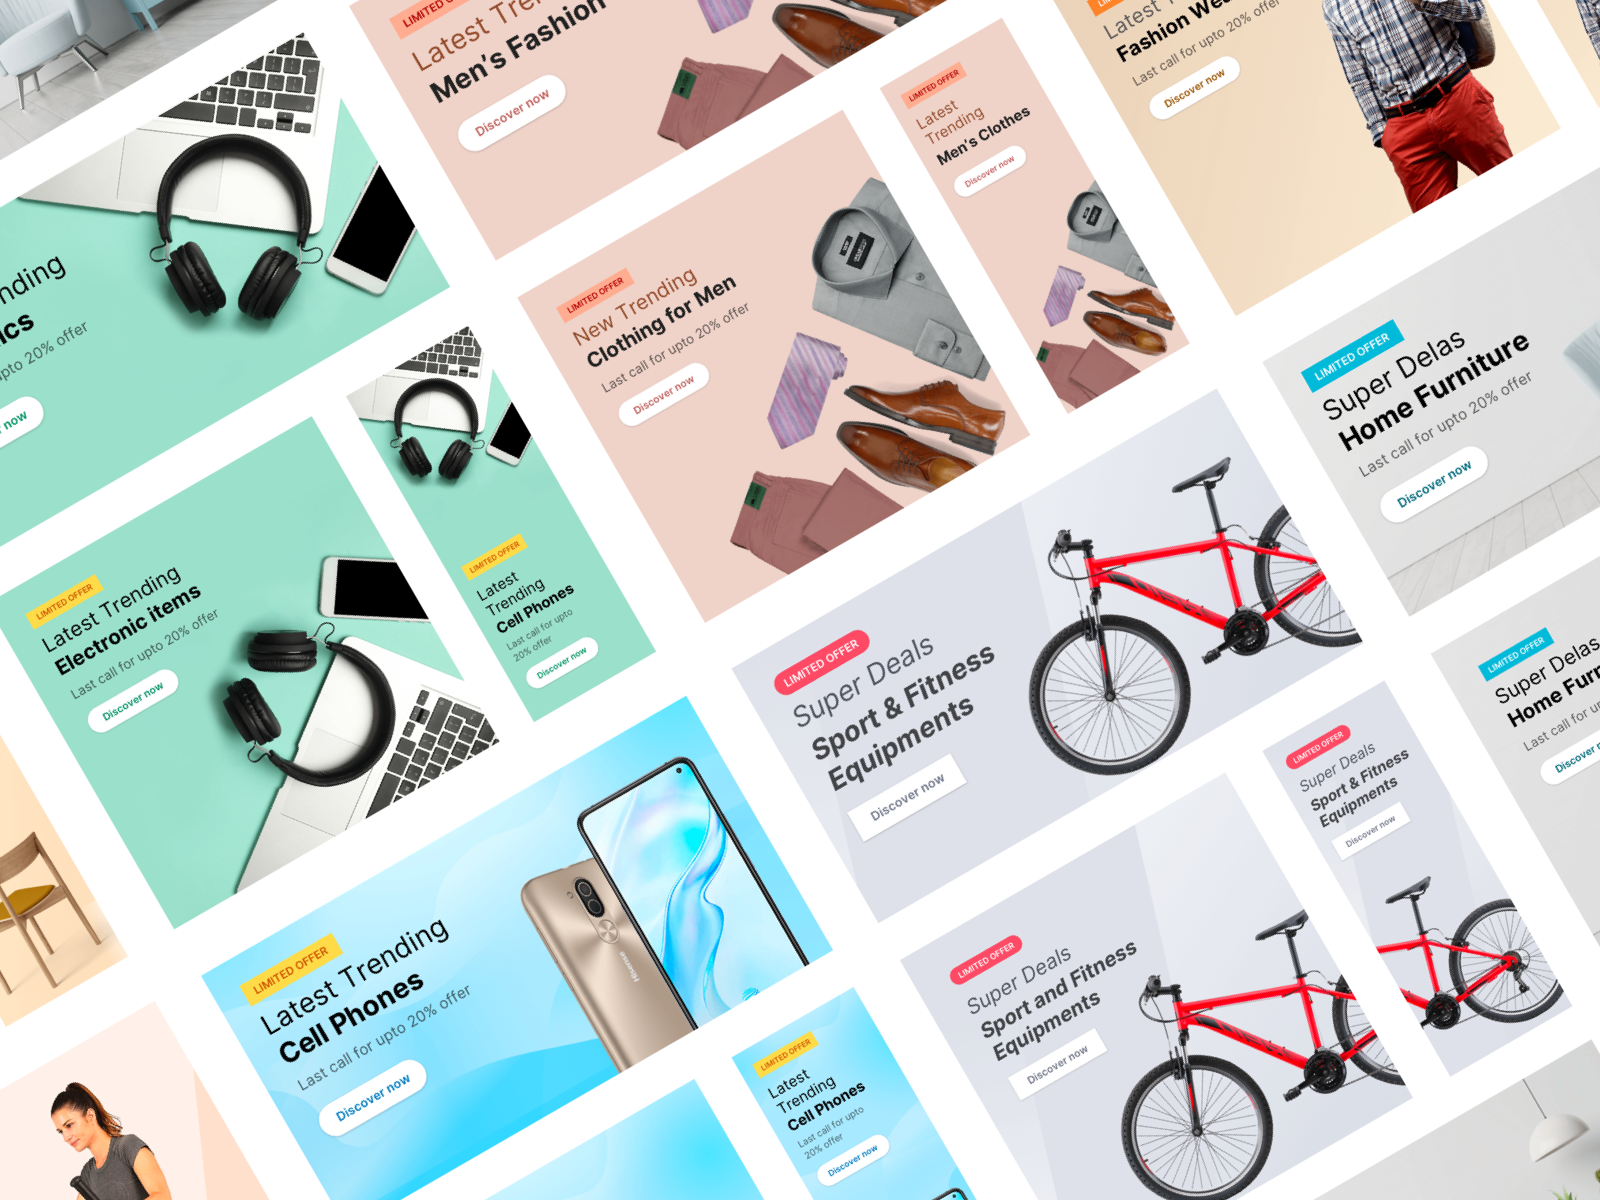 nding
ics
upto 20% offer
now
LIMITED OFFER
Latest Trending
Electronic items
Last call for upto 20% offer
Discover now
LIMITED OFFER
Latest
Trending
Cell Phones
Last call for upto
20% offer
Discover now
LIMITED OFFER
Latest Tren
Men's Fashion
Discover now
LIMITED OFFER
New Trending
Clothing for Men
Last call for upto 20% offer
Discover now
LIMITED OFFER
Latest
Trending
Men's Clothes
Discover now
Latest T
Fashion Wea
Last call for upto 20% offer
Discover now
LIMITED OFFER
Super Delas
Home Furniture
Last call for upto 20% offer
Discover now
LIMITED OFFER
Super Delas
Home Furn
Last call for u
Discover now
LIMITED OFFER
Super Deals
Sport & Fitness
Equipments
Discover now
LIMITED OFFER
Super Deals
Sport & Fitness
Equipments
Discover now
LIMITED OFFER
Super Deals
Sport and Fitness
Equipments
Discover now
LIMITED OFFER
Latest Trending
Cell Phones
Last call for upto 20% offer
Discover now
Hisense
LIMITED OFFER
Latest
Trending
Cell Phones
Last call for upto
20% offer
Discover now